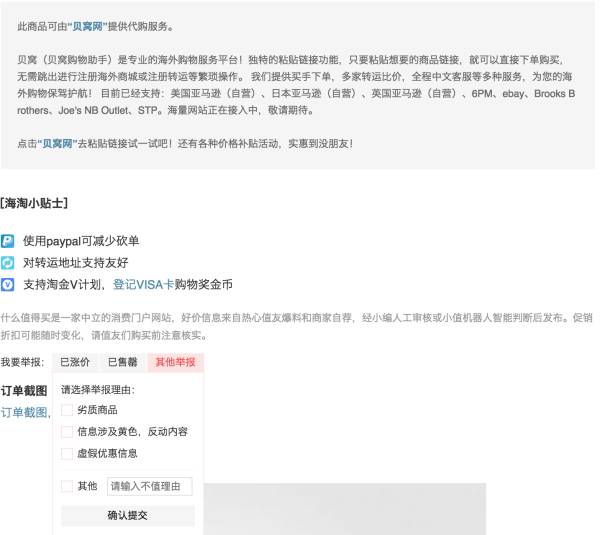 此商品可由“贝窝网”提供代购服务。
贝窝（贝窝购物助手）是专业的海外购物服务平台！独特的粘贴链接功能，只要粘贴想要的商品链接，就可以直接下单购买，
无需跳出进行注册海外商城或注册转运等繁琐操作。 我们提供买手下单，多家转运比价，全程中文客服等多种服务，为您的海
外购物保驾护航！ 目前已经支持：美国亚马逊（自营）、日本亚马逊（自营）、英国亚马逊（自营）、6PM、ebay、Brooks B
rothers、Joe's NB Outlet、STP。海量网站正在接入中，敬请期待。
点击“贝窝网”去粘贴链接试一试吧！还有各种价格补贴活动，实惠到没朋友！
[海淘小贴士]
使用paypal可减少砍单
对转运地址支持友好
支持淘金V计划，登记VISA卡购物奖金币
什么值得买是一家中立的消费门户网站，好价信息来自热心值友爆料和商家自荐，经小编人工审核或小值机器人智能判断后发布。促销
折扣可能随时变化，请值友们购买前注意核实。
我要举报： 已涨价 已售罄 其他举报
订单截图
订单截图,
请选择举报理由：
劣质商品
信息涉及黄色，反动内容
虚假优惠信息
其他 请输入不值理由
确认提交